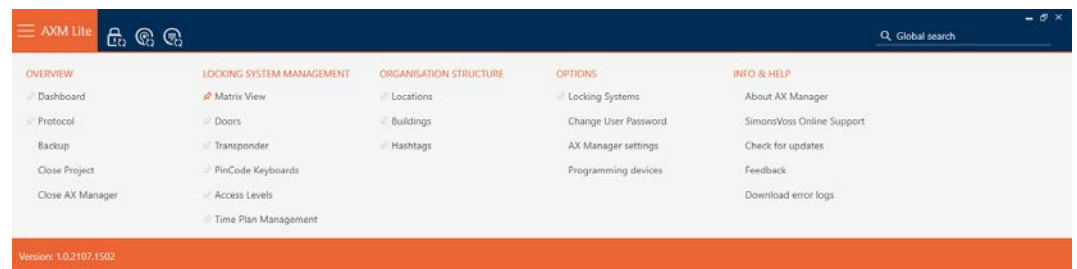 AXM Lite
Global search
OVERVIEW
Dashboard
Protocol
Backup
Close Project
Close AX Manager
LOCKING SYSTEM MANAGEMENT
Matrix View
Doors
Transponder
PinCode Keyboards
Access Levels
Time Plan Management
ORGANISATION STRUCTURE
Locations
Buildings
Hashtags
OPTIONS
Locking Systems
Change User Password
AX Manager settings
Programming devices
INFO & HELP
About AX Manager
SimonsVoss Online Support
Check for updates
Feedback
Download error logs
Version: 1.0.2107.1502